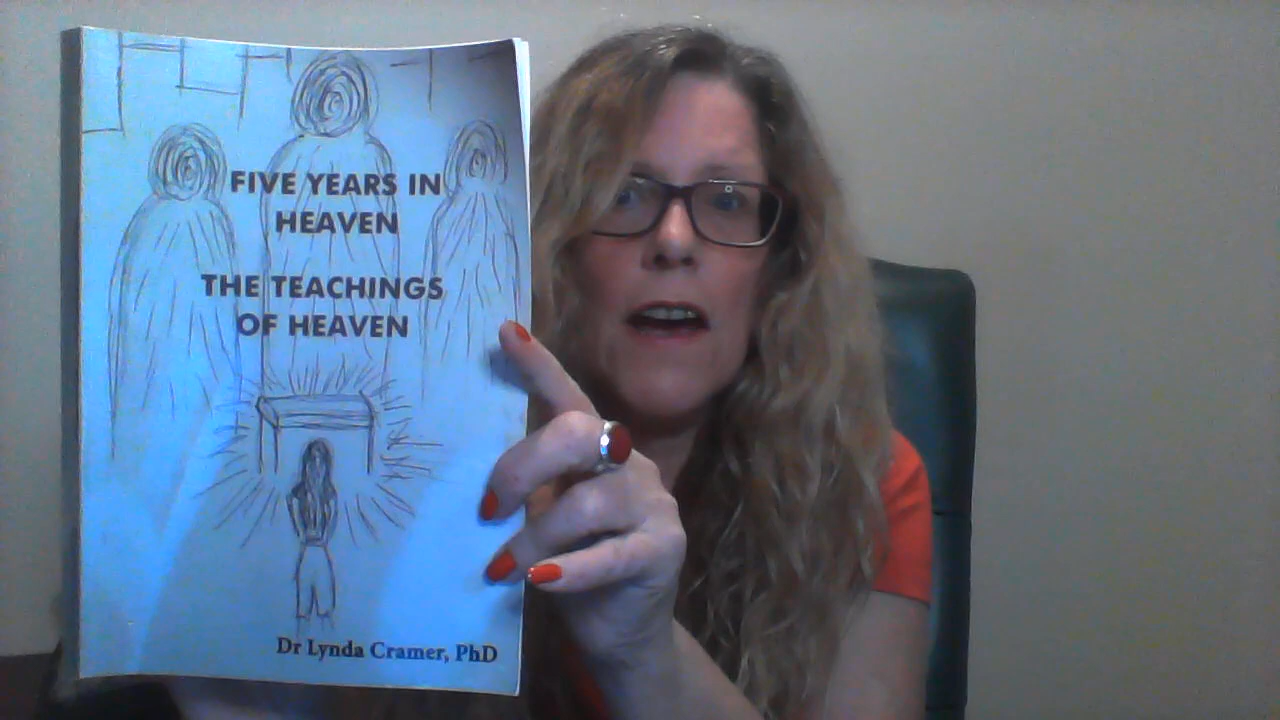 FIVE YEARS IN
HEAVEN
THE TEACHINGS
OF HEAVEN
Dr Lynda Cramer, PhD